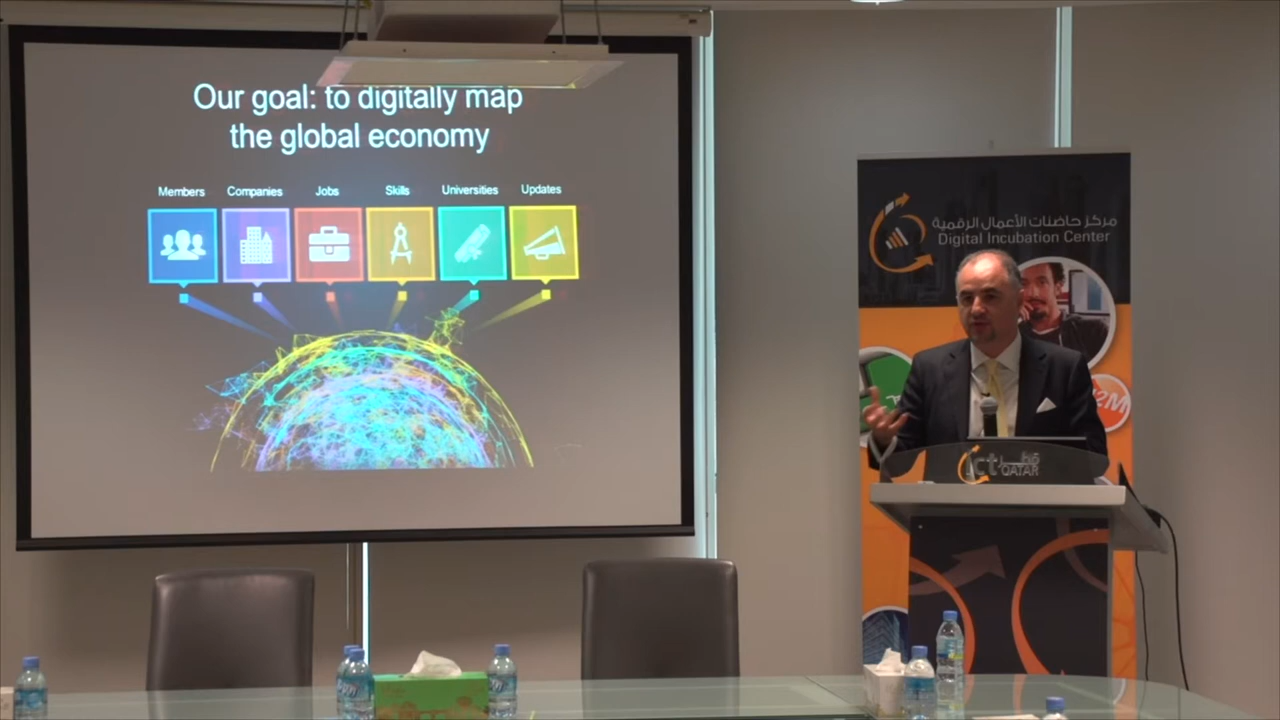 Our goal: to digitally map
the global economy
Members Companies Jobs Skills Universities Updates
مركز حاضنات الأعمال الرقمية
Digital Incubation Center
ict قطر
QATAR